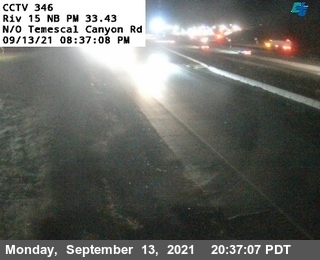 CCTV 346
Riv 15 NB PM 33.43
N/O Temescal Canyon Rd
09/13/21 08:37:08 PM
Monday, September 13, 2021 20:37:07 PDT